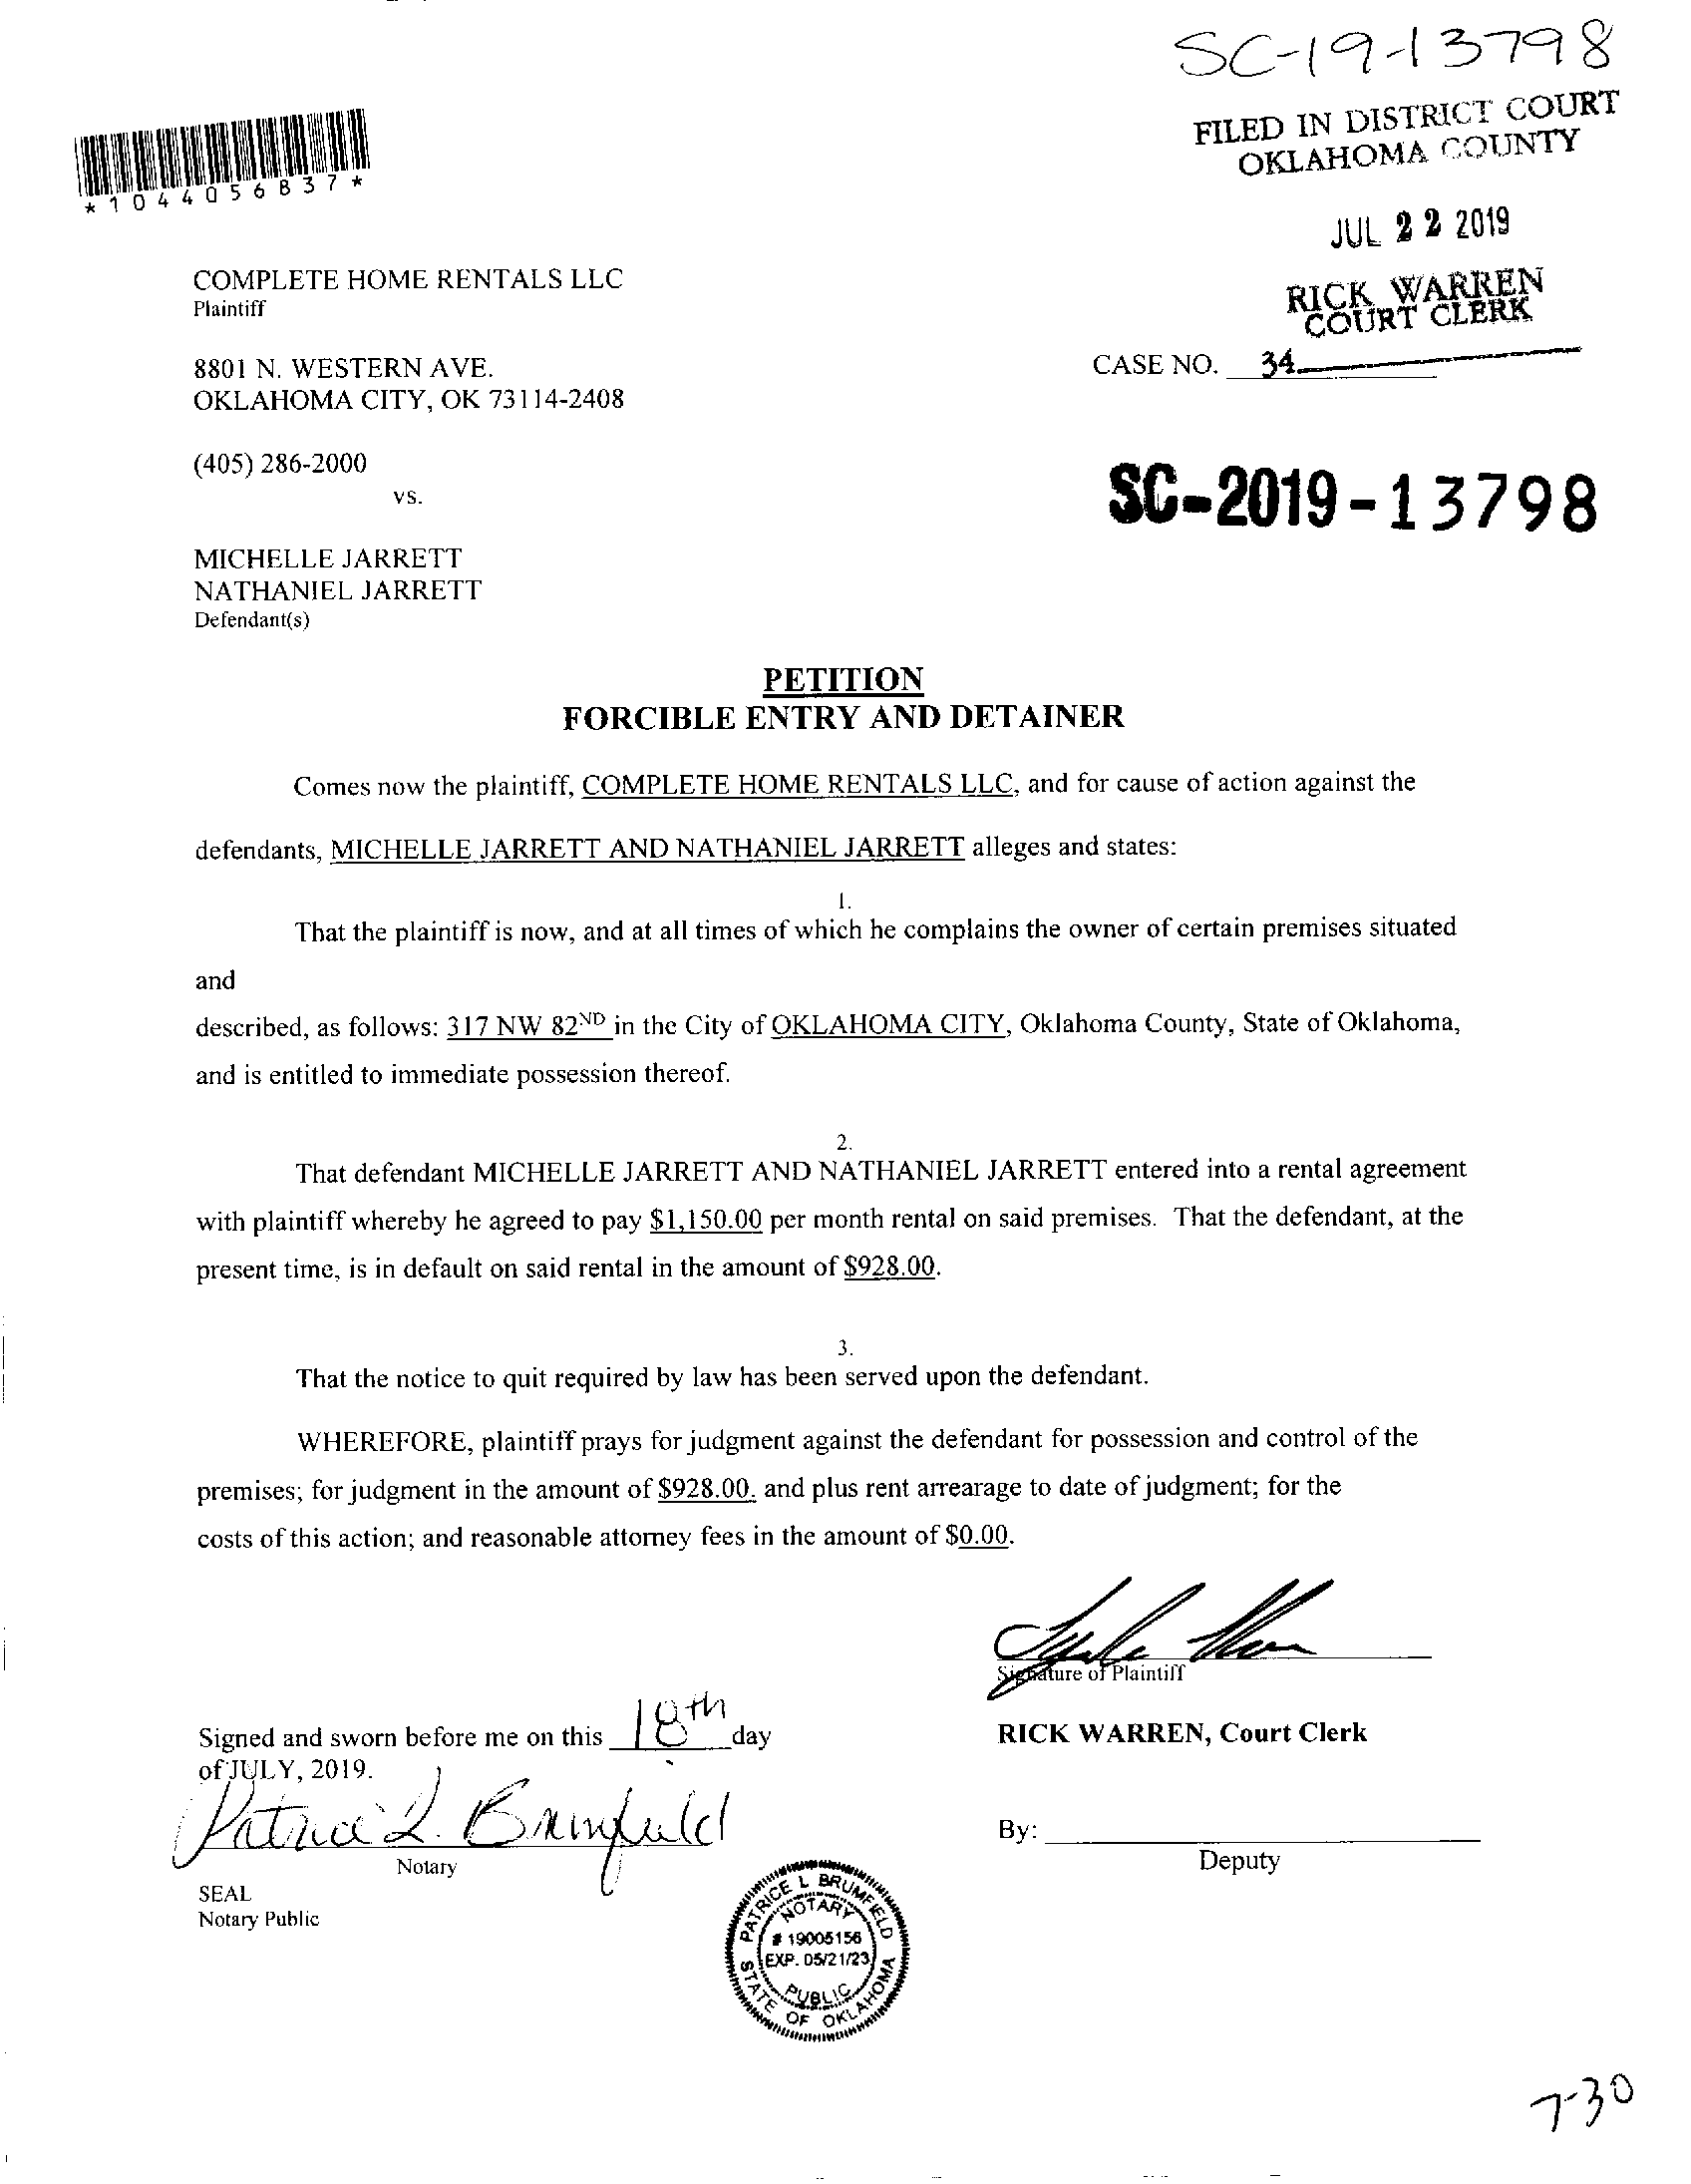 SC-19-13798
FILED IN DISTRICT COURT
OKLAHOMA COUNTY
*1044056837*
JUL 22 2019
RICK WARREN
COURT CLERK
COMPLETE HOME RENTALS LLC
Plaintiff
8801 N. WESTERN AVE.
OKLAHOMA CITY, OK 73114-2408
CASE NO. 34
(405) 286-2000
vs.
SC-2019-13798
MICHELLE JARRETT
NATHANIEL JARRETT
Defendant(s)
PETITION
FORCIBLE ENTRY AND DETAINER
Comes now the plaintiff, COMPLETE HOME RENTALS LLC, and for cause of action against the
defendants, MICHELLE JARRETT AND NATHANIEL JARRETT alleges and states:
1.
That the plaintiff is now, and at all times of which he complains the owner of certain premises situated
and
described, as follows: 317 NW 82ND in the City of OKLAHOMA CITY, Oklahoma County, State of Oklahoma,
and is entitled to immediate possession thereof.
2.
That defendant MICHELLE JARRETT AND NATHANIEL JARRETT entered into a rental agreement
with plaintiff whereby he agreed to pay $1,150.00 per month rental on said premises. That the defendant, at the
present time, is in default on said rental in the amount of $928.00.
3.
That the notice to quit required by law has been served upon the defendant.
WHEREFORE, plaintiff prays for judgment against the defendant for possession and control of the
premises; for judgment in the amount of $928.00. and plus rent arrearage to date of judgment; for the
costs of this action; and reasonable attorney fees in the amount of $0.00.
Signature of Plaintiff
Signed and sworn before me on this 18th day
of JULY, 2019.
RICK WARREN, Court Clerk
Patrice L. Brumfield
Notary
By:
Deputy
SEAL
Notary Public
PATRICE L BRUMFIELD
NOTARY
# 19005156
EXP. 05/21/23
PUBLIC
STATE OF OKLAHOMA
7-30